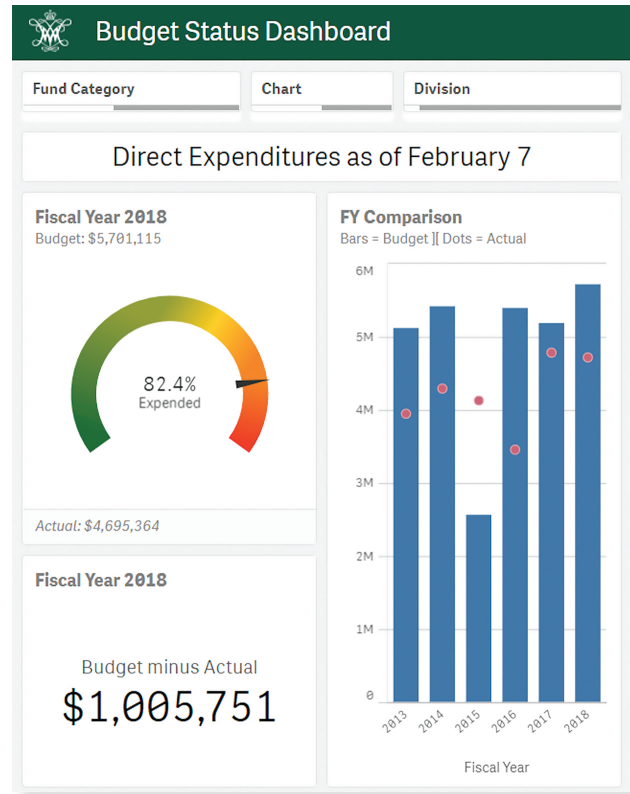 Budget Status Dashboard
Fund Category
Chart
Division
Direct Expenditures as of February 7
Fiscal Year 2018
Budget: $5,701,115
82.4%
Expended
Actual: $4,695,364
Fiscal Year 2018
Budget minus Actual
$1,005,751
FY Comparison
Bars = Budget ][ Dots = Actual
6M
5M
4M
3M
2M
1M
0
2013
2014
2015
2016
2017
2018
Fiscal Year